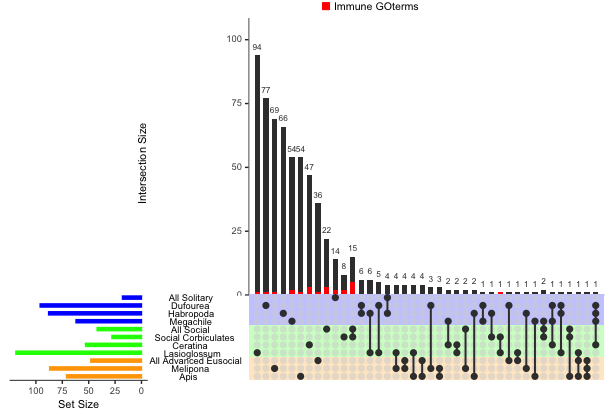 Immune GOterms
100
75
50
25
0
Intersection Size
94
77
69
66
54 54
47
36
22
14
8
15
6 6 5 4 4 4 4 4 3 3 2 2 2 2 1 1 1 1 1 1 1 2 1 1 1 1 1 1
All Solitary
Dufourea
Habropoda
Megachile
All Social
Social Corbiculates
Ceratina
Lasioglossum
All Advanced Eusocial
Melipona
Apis
100 75 50 25 0
Set Size